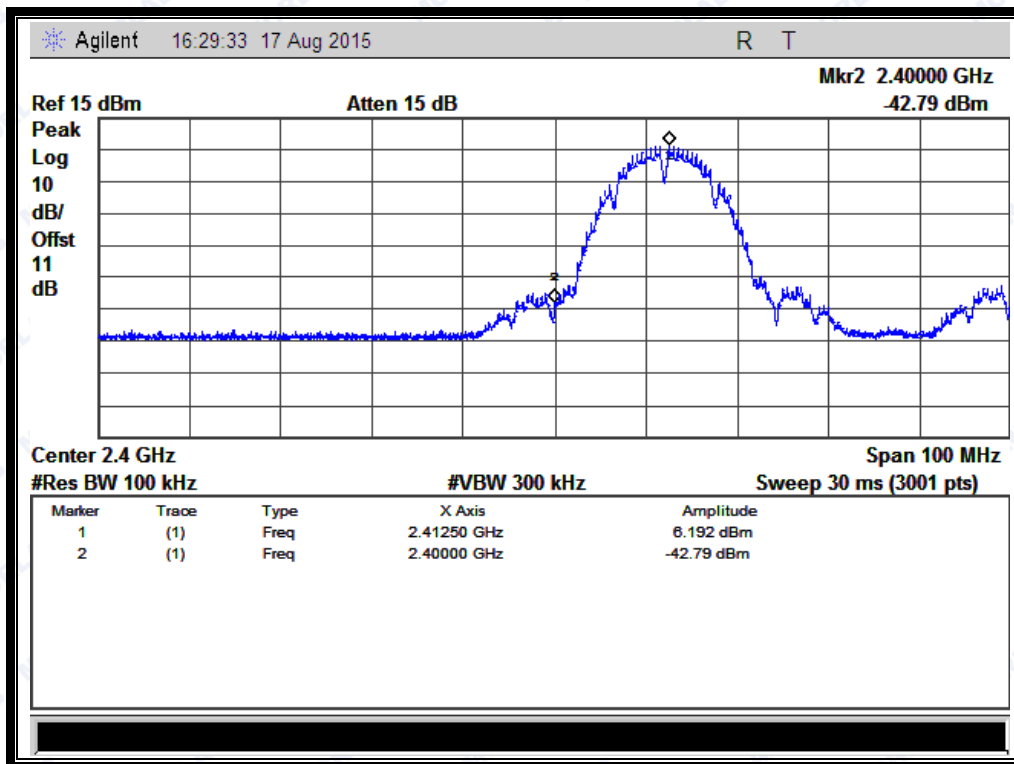 Agilent 16:29:33 17 Aug 2015 R T
Mkr2 2.40000 GHz
Ref 15 dBm Atten 15 dB -42.79 dBm
Peak
Log
10
dB/
Offst
11
dB
1
2
Center 2.4 GHz Span 100 MHz
#Res BW 100 kHz #VBW 300 kHz Sweep 30 ms (3001 pts)
Marker Trace Type X Axis Amplitude
1 (1) Freq 2.41250 GHz 6.192 dBm
2 (1) Freq 2.40000 GHz -42.79 dBm